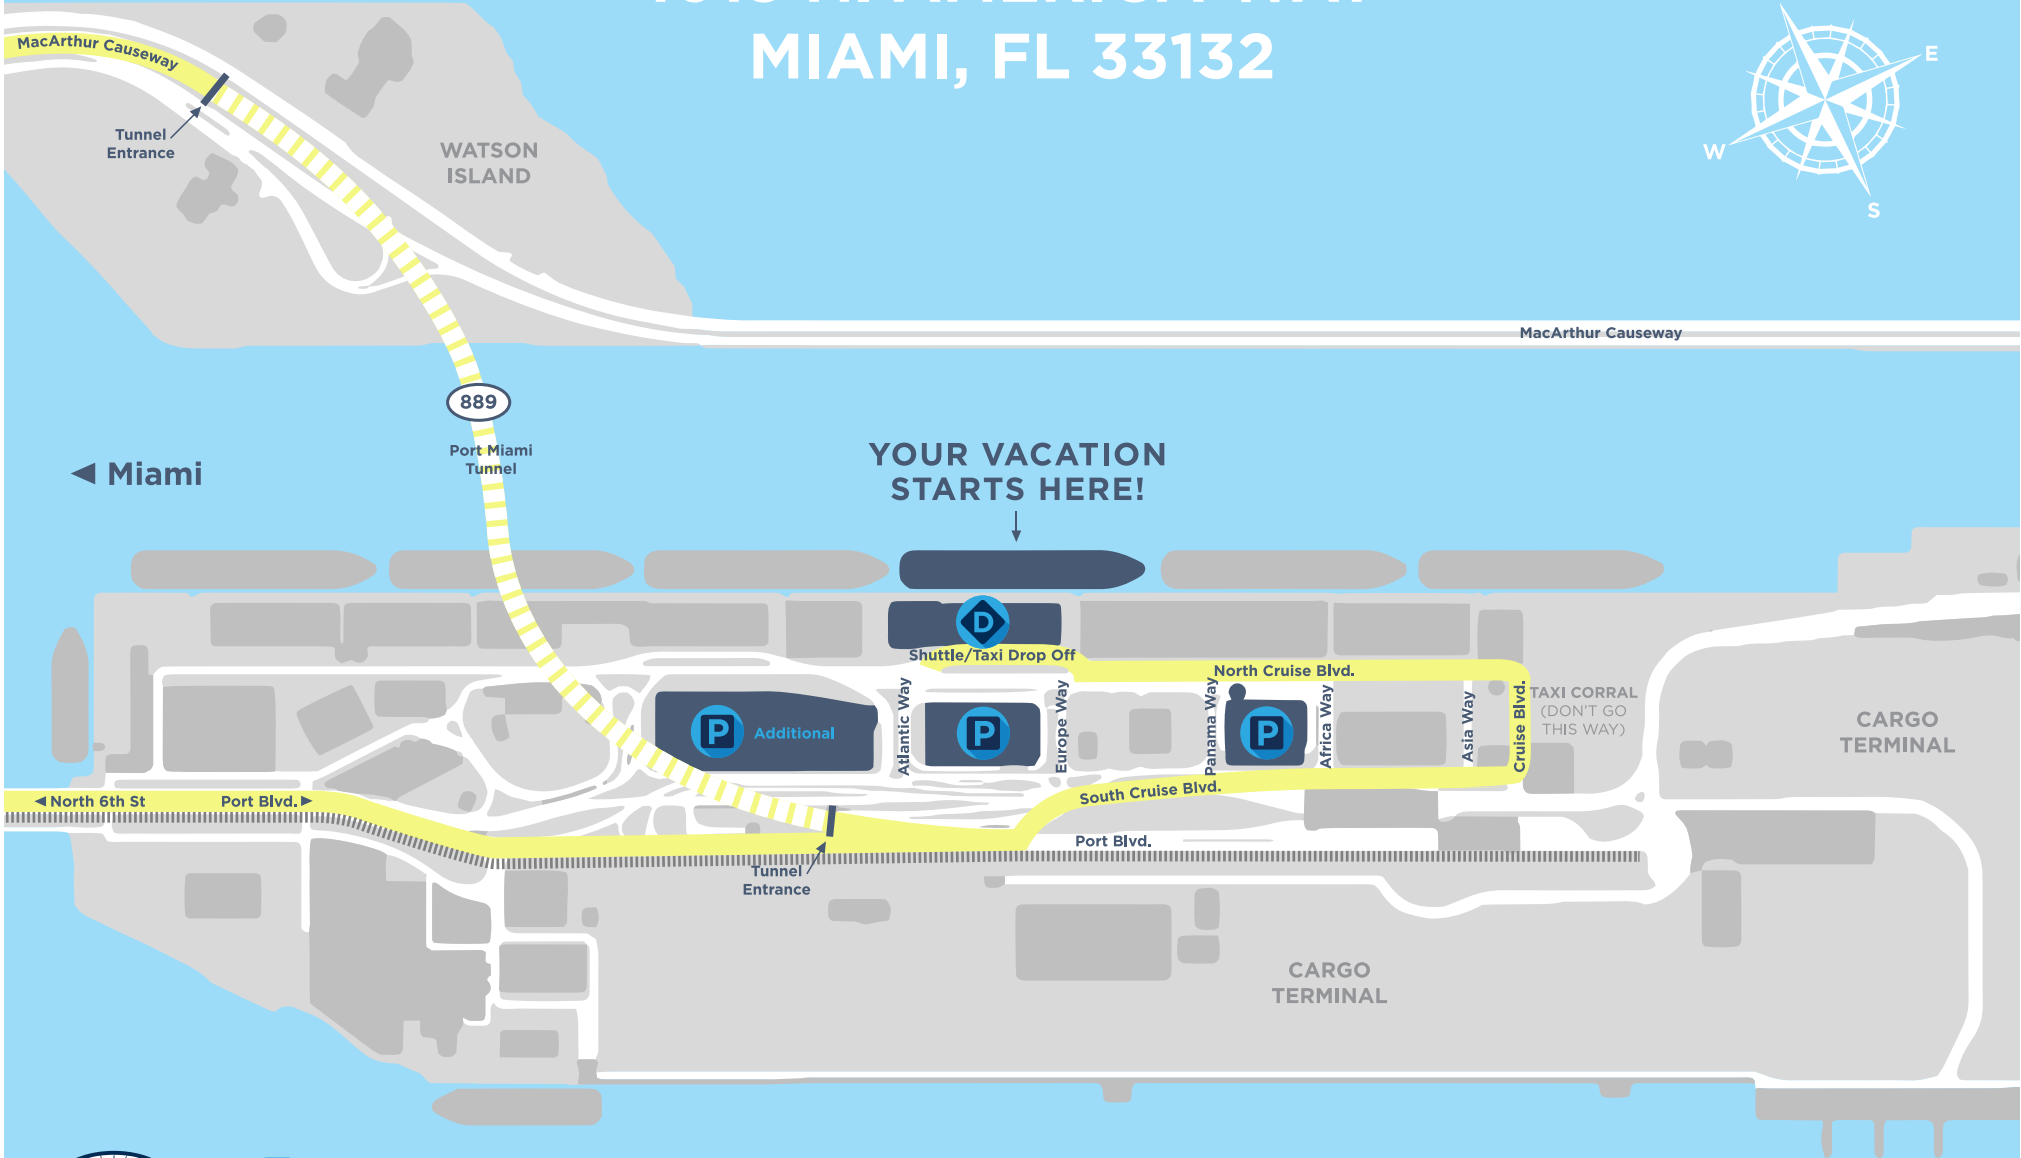 MIAMI, FL 33132
MacArthur Causeway
E
W
S
Tunnel
Entrance
WATSON
ISLAND
MacArthur Causeway
889
Port Miami
Tunnel
Miami
YOUR VACATION
STARTS HERE!
D
Shuttle/Taxi Drop Off
North Cruise Blvd.
P
Additional
Atlantic Way
P
Europe Way
Panama Way
P
Africa Way
Asia Way
Cruise Blvd.
TAXI CORRAL
(DON'T GO
THIS WAY)
CARGO
TERMINAL
North 6th St
Port Blvd.
South Cruise Blvd.
Port Blvd.
Tunnel
Entrance
CARGO
TERMINAL